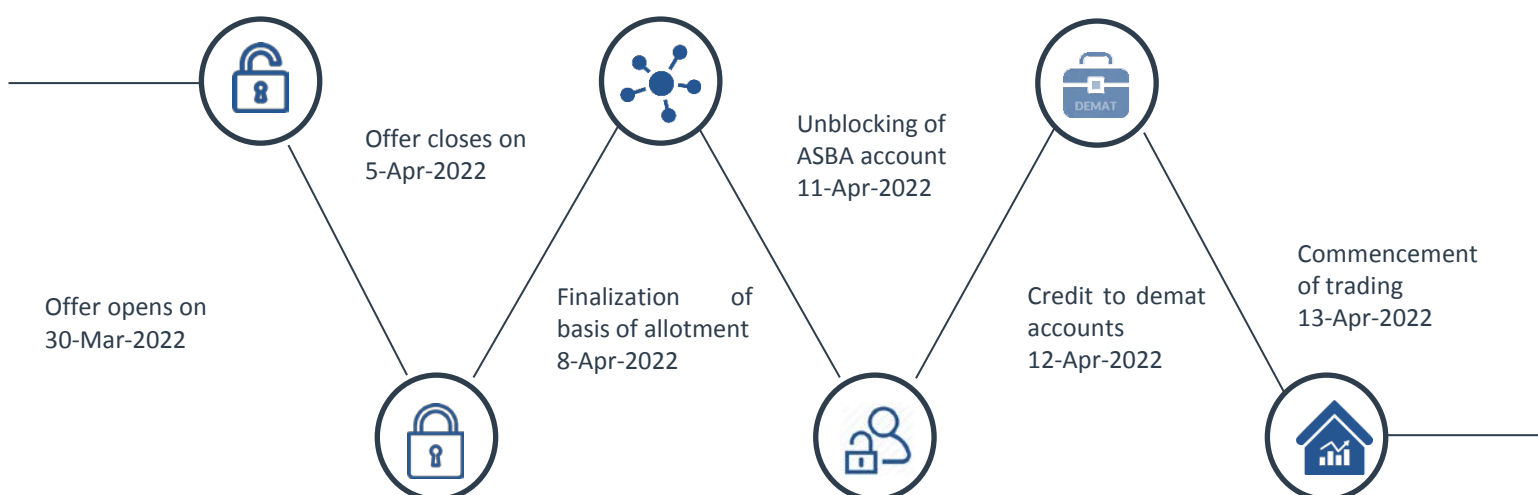 Offer opens on
30-Mar-2022
Offer closes on
5-Apr-2022
Finalization of
basis of allotment
8-Apr-2022
Unblocking of
ASBA account
11-Apr-2022
DEMAT
Credit to demat
accounts
12-Apr-2022
Commencement
of trading
13-Apr-2022